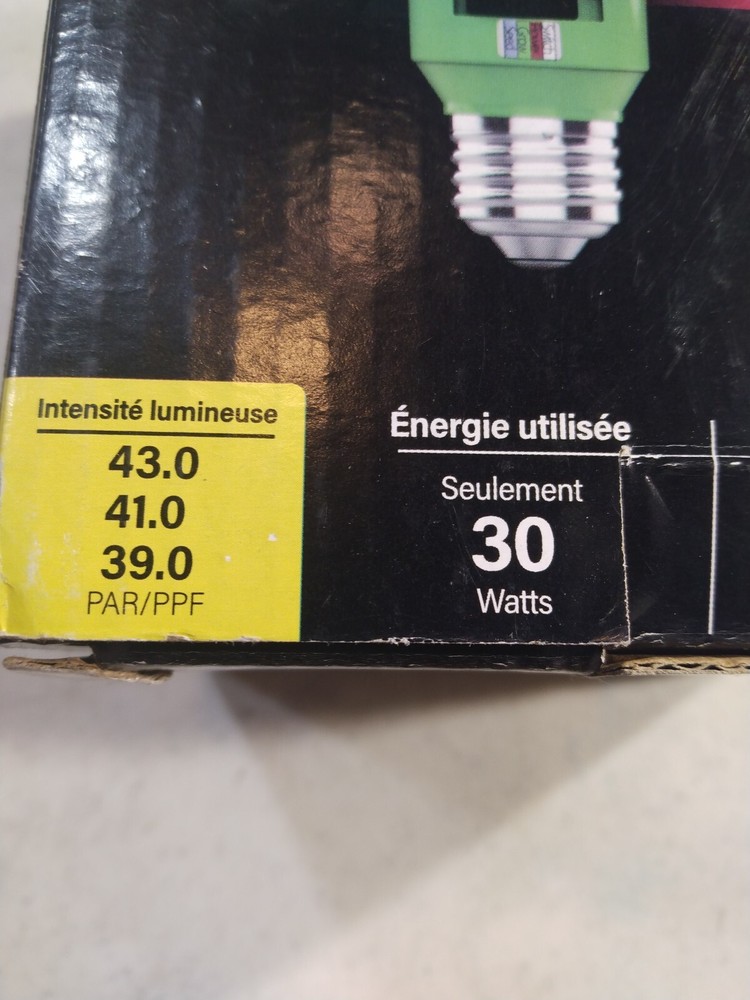 Intensité lumineuse
43.0
41.0
39.0
PAR/PPF
Énergie utilisée
Seulement
30
Watts